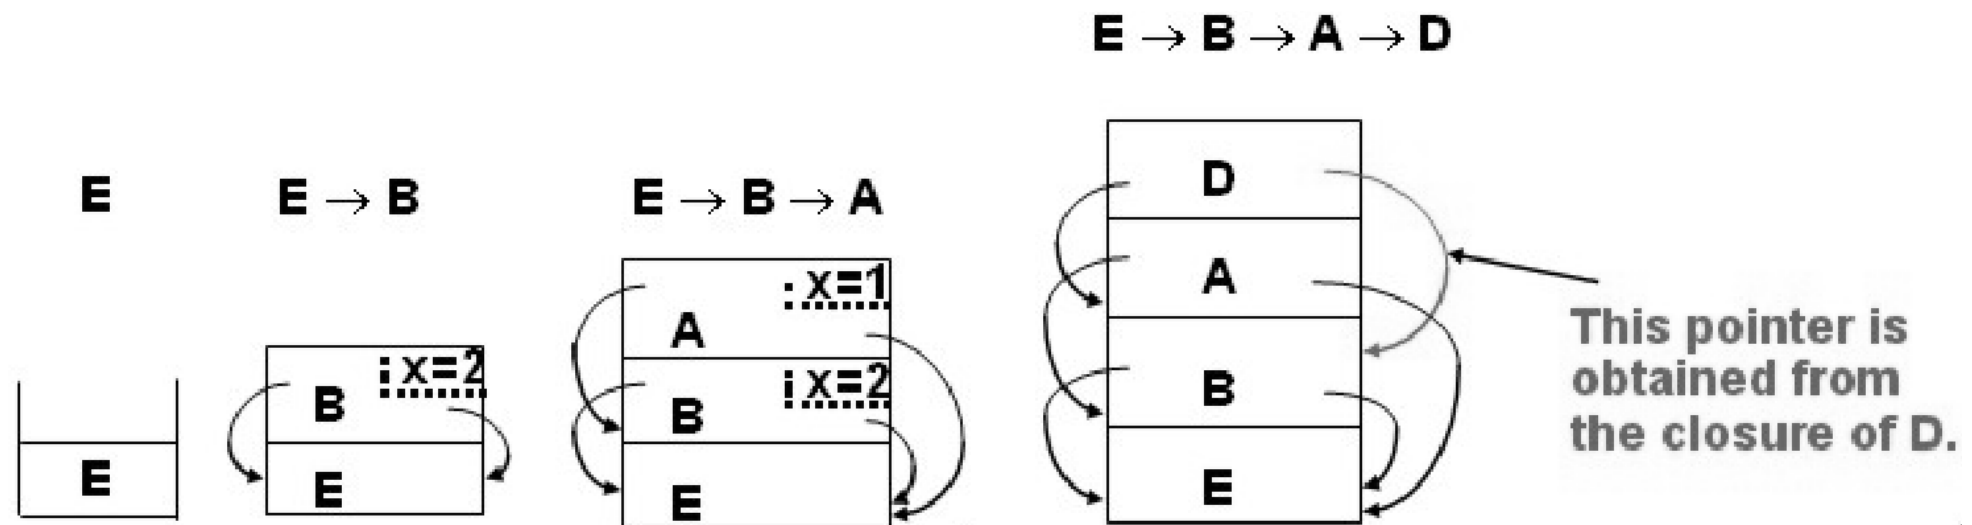 E → B → A → D
E
E → B
E → B → A
E
x=2
B
E
x=1
A
x=2
B
E
D
A
B
E
This pointer is
obtained from
the closure of D.